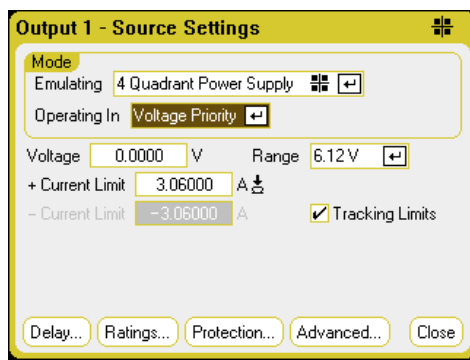 Output 1 - Source Settings
Mode
Emulating 4 Quadrant Power Supply
Operating In Voltage Priority
Voltage 0.0000 V Range 6.12 V
+ Current Limit 3.06000 A
- Current Limit -3.06000 A Tracking Limits
Delay... Ratings... Protection... Advanced... Close